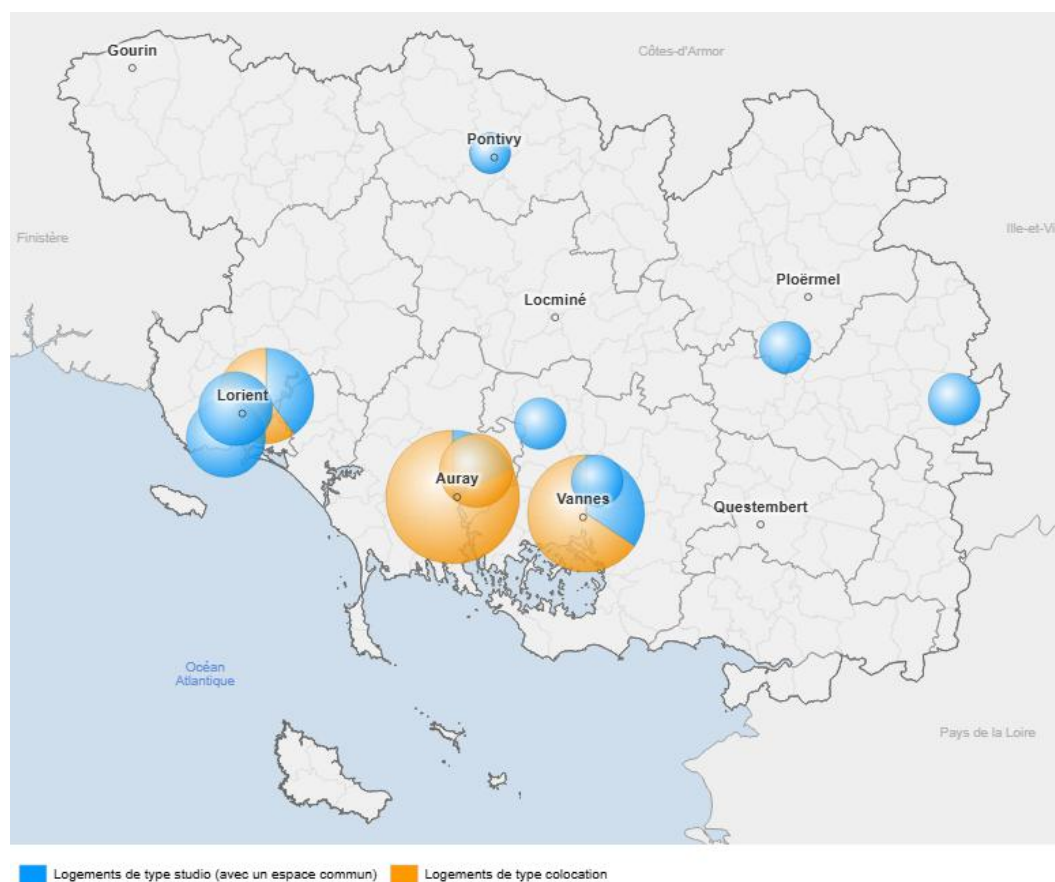 Gourin
Côtes-d'Armor
Pontivy
Finistère
Ille-et-Vi
Ploërmel
Locminé
Lorient
Auray
Vannes
Questembert
Océan
Atlantique
Pays de la Loire
Logements de type studio (avec un espace commun) Logements de type colocation